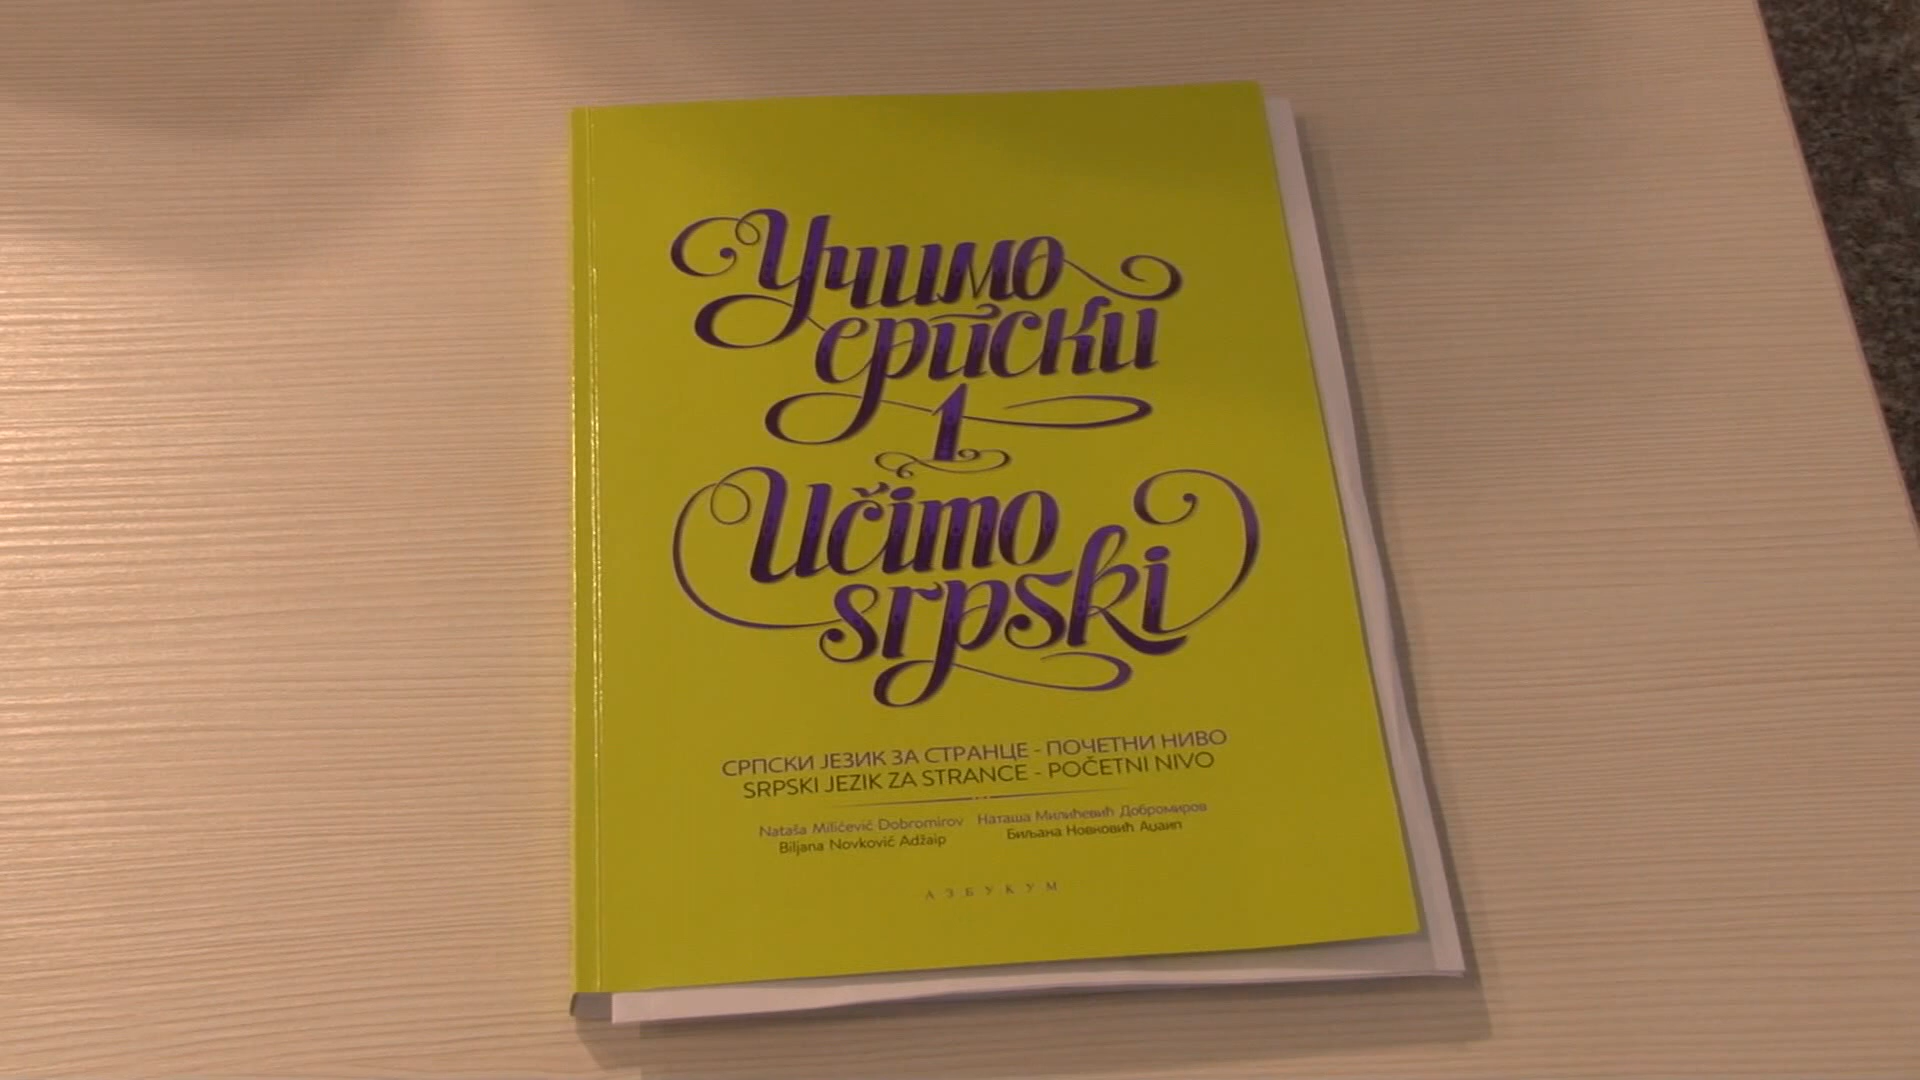 Учимо
српски
1
Učimo
srpski
СРПСКИ ЈЕЗИК ЗА СТРАНЦЕ - ПОЧЕТНИ НИВО
SRPSKI JEZIK ZA STRANCE - POČETNI NIVO
Nataša Milićević Dobromirov
Biljana Novković Adžaip
Наташа Милићевић Добромиров
Биљана Новковић Аџаип
АЗБУКУМ